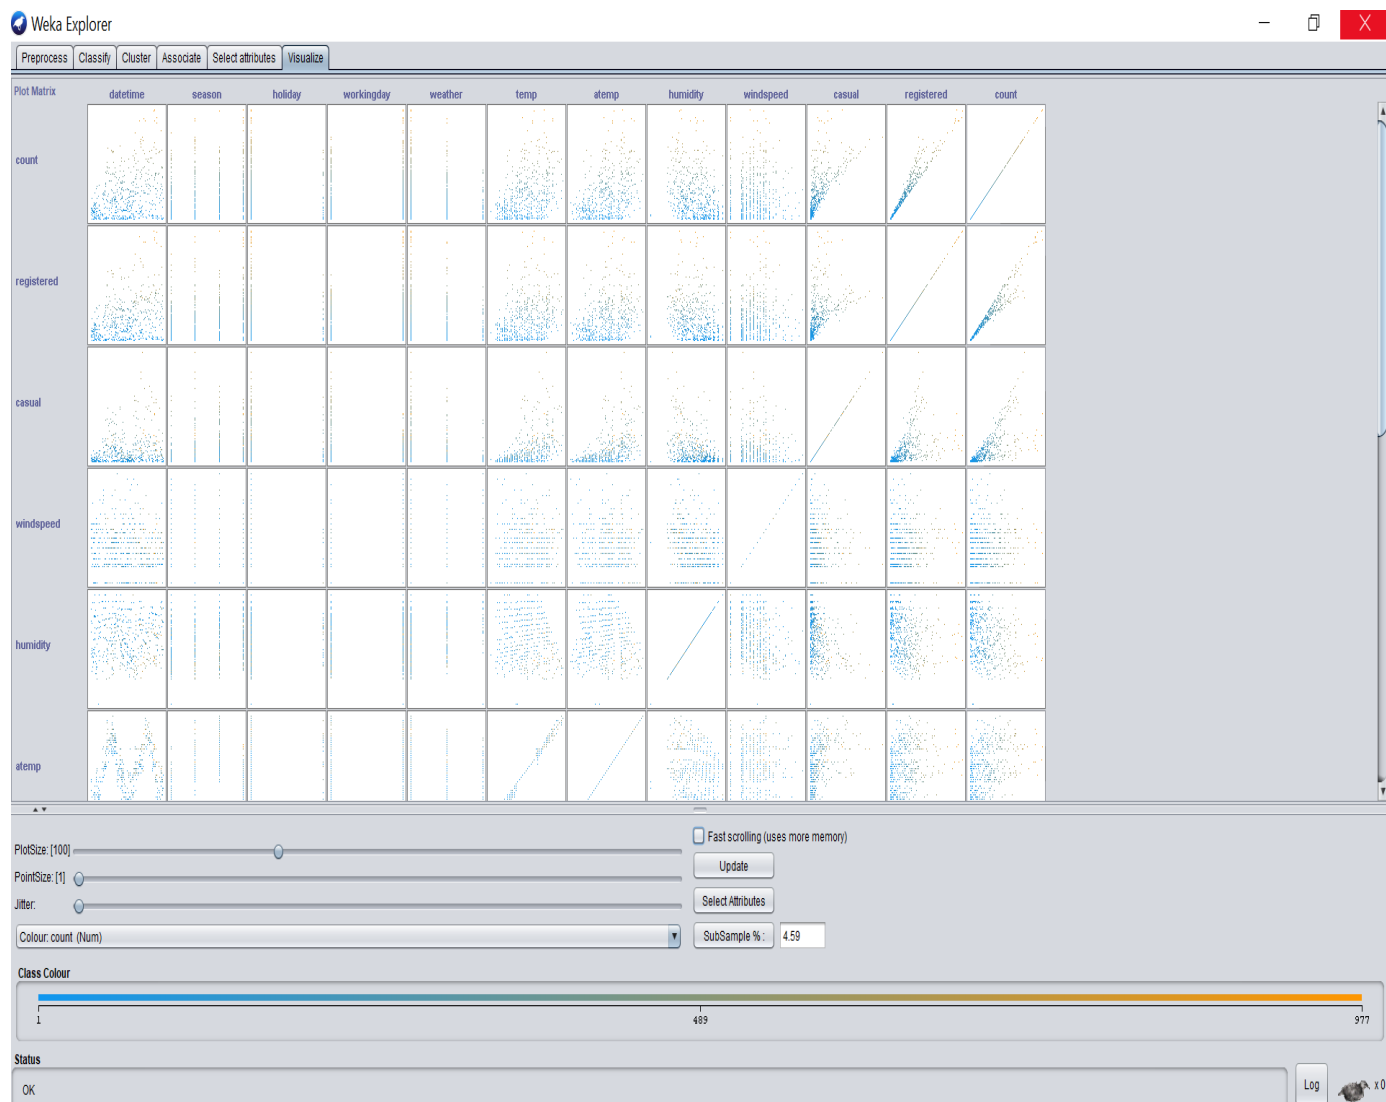 Weka Explorer
Preprocess Classify Cluster Associate Select attributes Visualize
Plot Matrix datetime season holiday workingday weather temp atemp humidity windspeed casual registered count
count
registered
casual
windspeed
humidity
atemp
Fast scrolling (uses more memory)
PlotSize: [100]
Update
PointSize: [1]
Select Attributes
Jitter:
Colour: count (Num)
SubSample % : 4.59
Class Colour
1 489 977
Status
OK
Log x 0